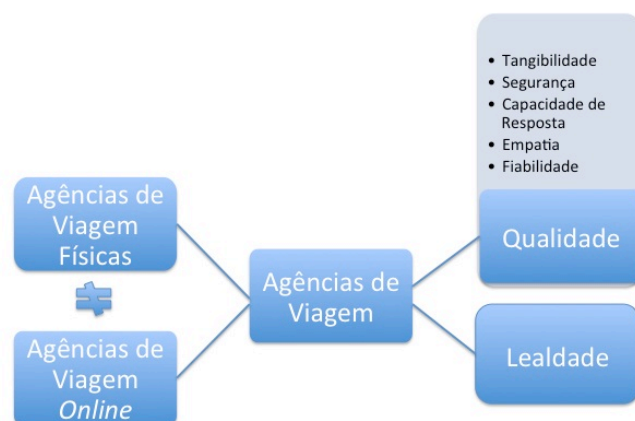 • Tangibilidade
• Segurança
• Capacidade de
Resposta
• Empatia
• Fiabilidade
Agências de
Viagem
Físicas
Qualidade
Agências de
Viagem
Agências de
Viagem
Online
Lealdade